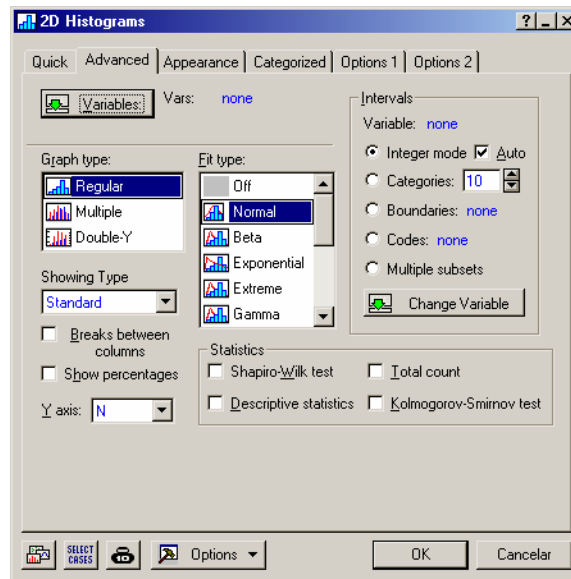 2D Histograms
Quick Advanced Appearance Categorized Options 1 Options 2
Variables: Vars: none
Graph type:
Regular
Multiple
Double-Y
Showing Type
Standard
Breaks between
columns
Show percentages
Y axis: N
Fit type:
Off
Normal
Beta
Exponential
Extreme
Gamma
Intervals
Variable: none
Integer mode Auto
Categories: 10
Boundaries: none
Codes: none
Multiple subsets
Change Variable
Statistics
Shapiro-Wilk test Total count
Descriptive statistics Kolmogorov-Smirnov test
SELECT
CASES
Options OK Cancelar